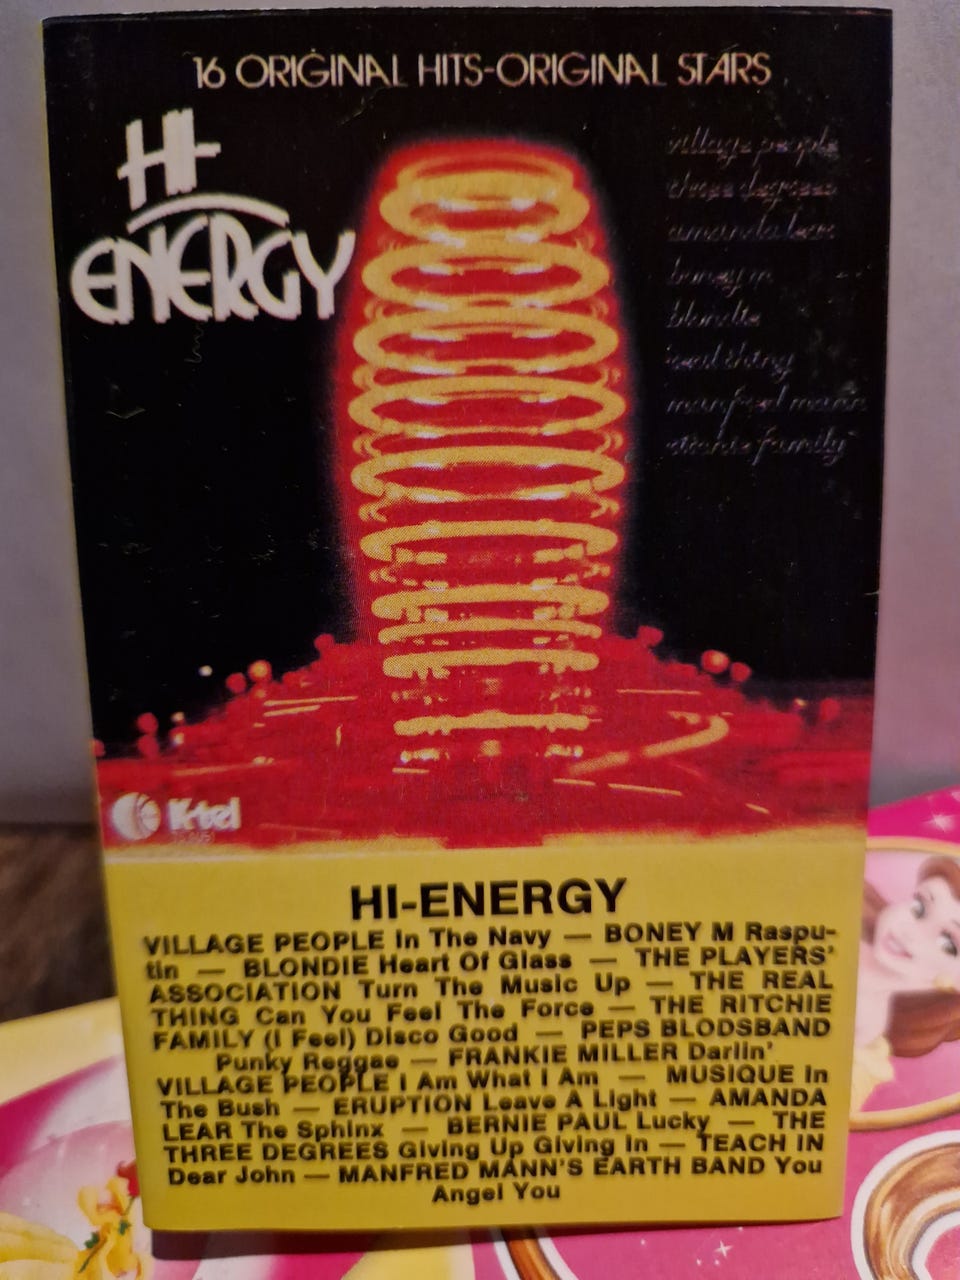 16 ORIGINAL HITS-ORIGINAL STARS
HI
ENERGY
village people
three degrees
amanda lear
boney m
blondie
real thing
manfred mann
ritchie family
K-tel
HI-ENERGY
VILLAGE PEOPLE In The Navy — BONEY M Raspu-
tin — BLONDIE Heart Of Glass — THE PLAYERS'
ASSOCIATION Turn The Music Up — THE REAL
THING Can You Feel The Force — THE RITCHIE
FAMILY (I Feel) Disco Good — PEPS BLODSBAND
Punky Reggae — FRANKIE MILLER Darlin'
VILLAGE PEOPLE I Am What I Am — MUSIQUE In
The Bush — ERUPTION Leave A Light — AMANDA
LEAR The Sphinx — BERNIE PAUL Lucky — THE
THREE DEGREES Giving Up Giving In — TEACH IN
Dear John — MANFRED MANN'S EARTH BAND You
Angel You